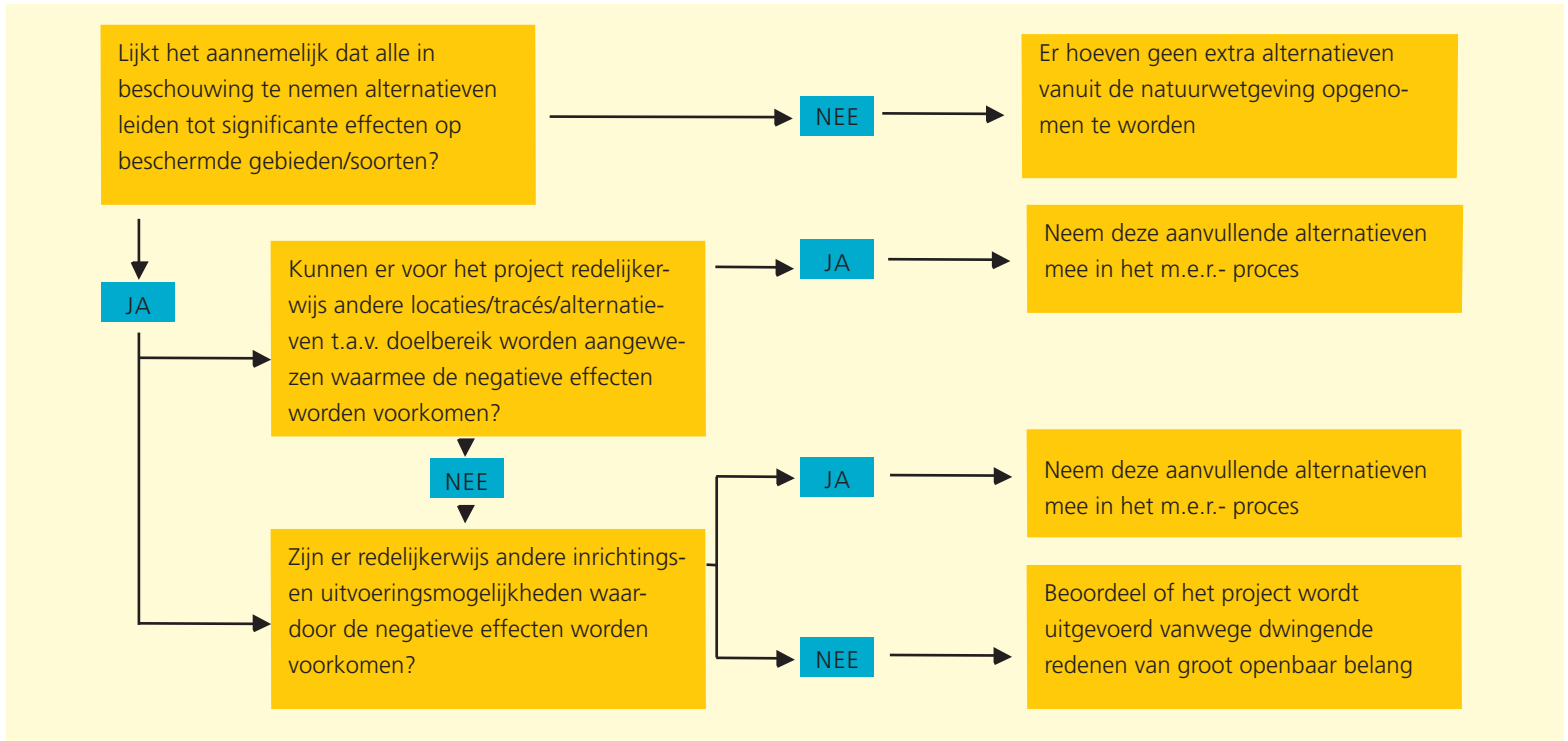 Lijkt het aannemelijk dat alle in
beschouwing te nemen alternatieven
leiden tot significante effecten op
beschermde gebieden/soorten?
NEE
Er hoeven geen extra alternatieven
vanuit de natuurwetgeving opgeno-
men te worden
JA
Kunnen er voor het project redelijker-
wijs andere locaties/tracés/alternatie-
ven t.a.v. doelbereik worden aangewe-
zen waarmee de negatieve effecten
worden voorkomen?
JA
Neem deze aanvullende alternatieven
mee in het m.e.r.- proces
NEE
Zijn er redelijkerwijs andere inrichtings-
en uitvoeringsmogelijkheden waar-
door de negatieve effecten worden
voorkomen?
JA
Neem deze aanvullende alternatieven
mee in het m.e.r.- proces
NEE
Beoordeel of het project wordt
uitgevoerd vanwege dwingende
redenen van groot openbaar belang